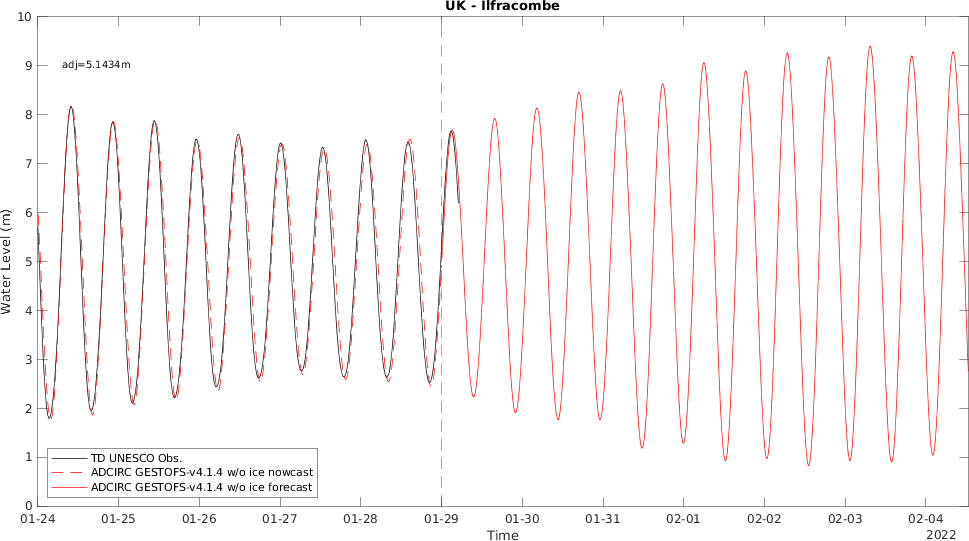 UK - Ilfracombe
10
9
8
7
6
5
4
3
2
1
0
Water Level (m)
adj=5.1434m
TD UNESCO Obs.
ADCIRC GESTOFS-v4.1.4 w/o ice nowcast
ADCIRC GESTOFS-v4.1.4 w/o ice forecast
01-24 01-25 01-26 01-27 01-28 01-29 01-30 01-31 02-01 02-02 02-03 02-04
Time
2022